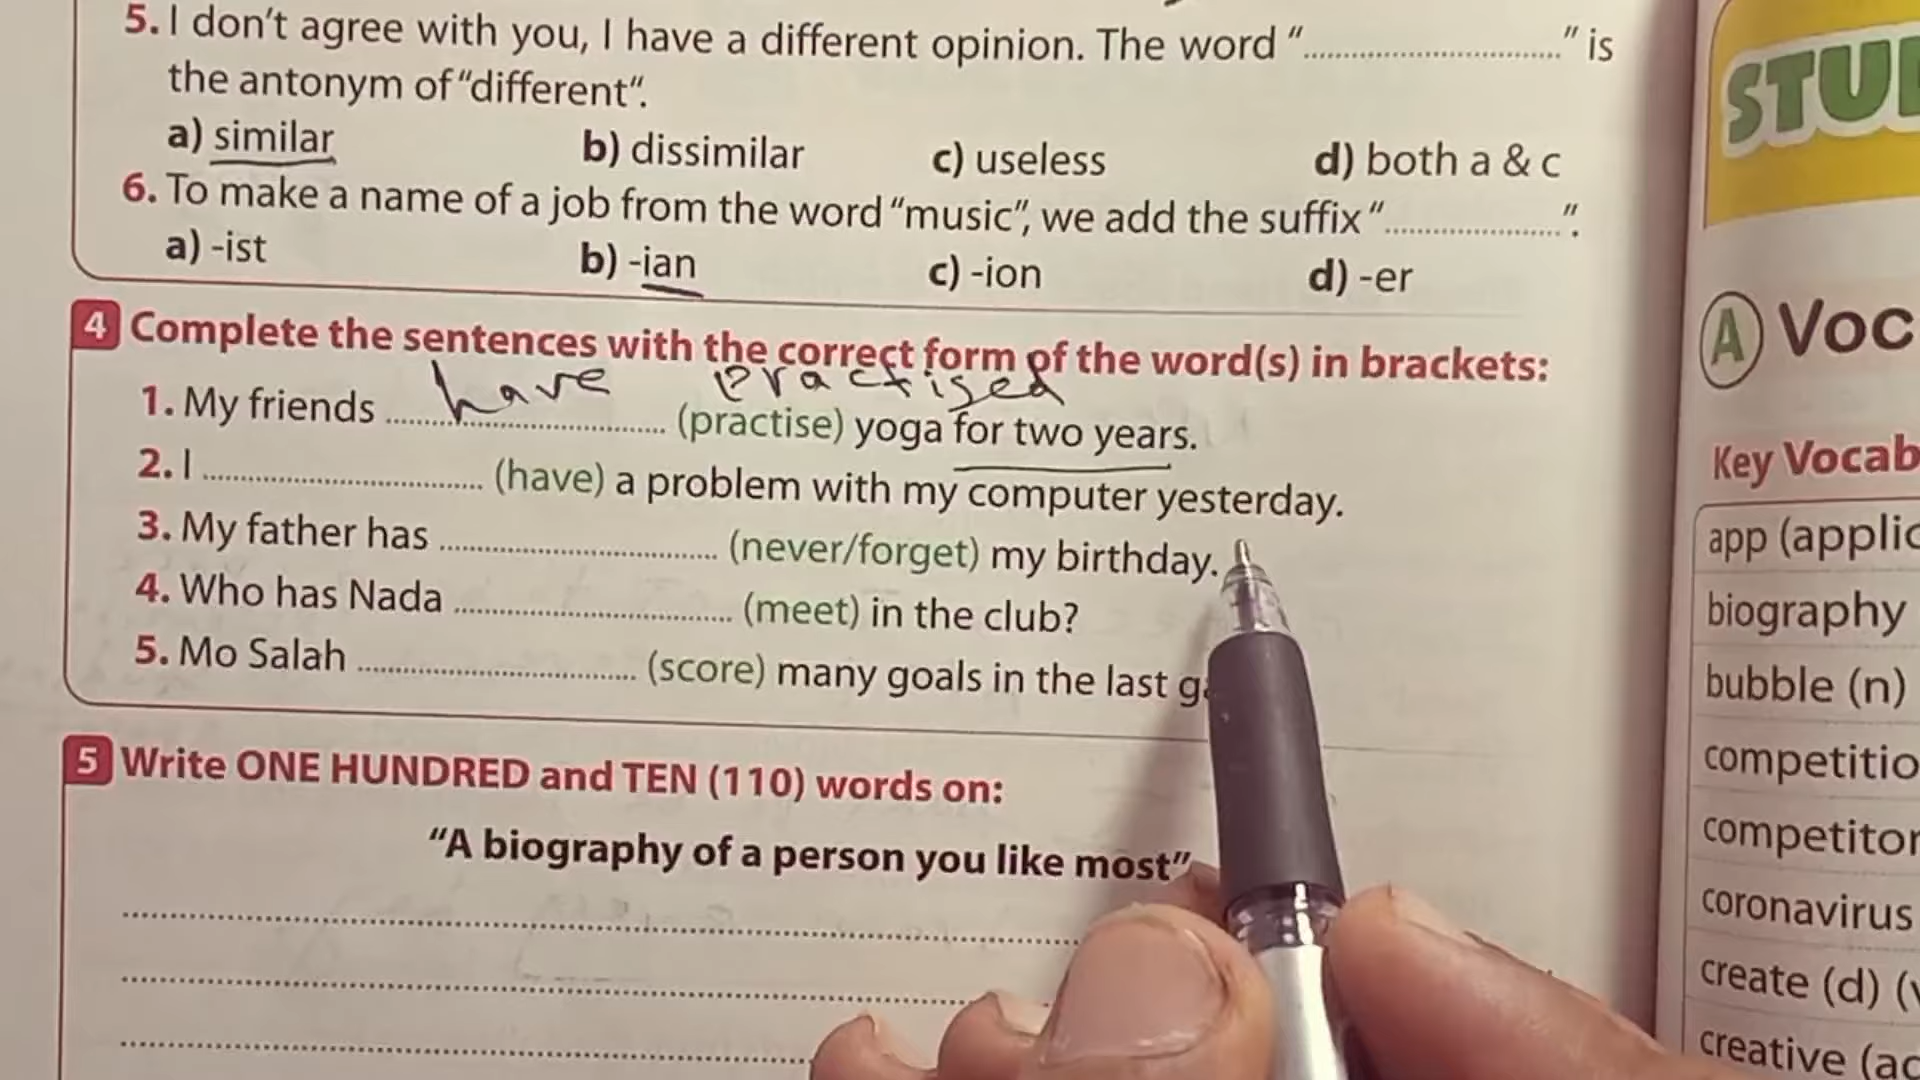 5. I don't agree with you, I have a different opinion. The word "..............................." is
the antonym of "different".
a) similar b) dissimilar c) useless d) both a & c
6. To make a name of a job from the word "music", we add the suffix "......................".
a) -ist b) -ian c) -ion d) -er
4 Complete the sentences with the correct form of the word(s) in brackets:
have practised
1. My friends .................................. (practise) yoga for two years.
2. I .................................. (have) a problem with my computer yesterday.
3. My father has .................................. (never/forget) my birthday.
4. Who has Nada .................................. (meet) in the club?
5. Mo Salah .................................. (score) many goals in the last
5 Write ONE HUNDRED and TEN (110) words on:
"A biography of a person you like most"
STU
A Voc
Key Vocab
app (applic
biography
bubble (n)
competitio
competitor
coronavirus
create (d) (v
creative (ad